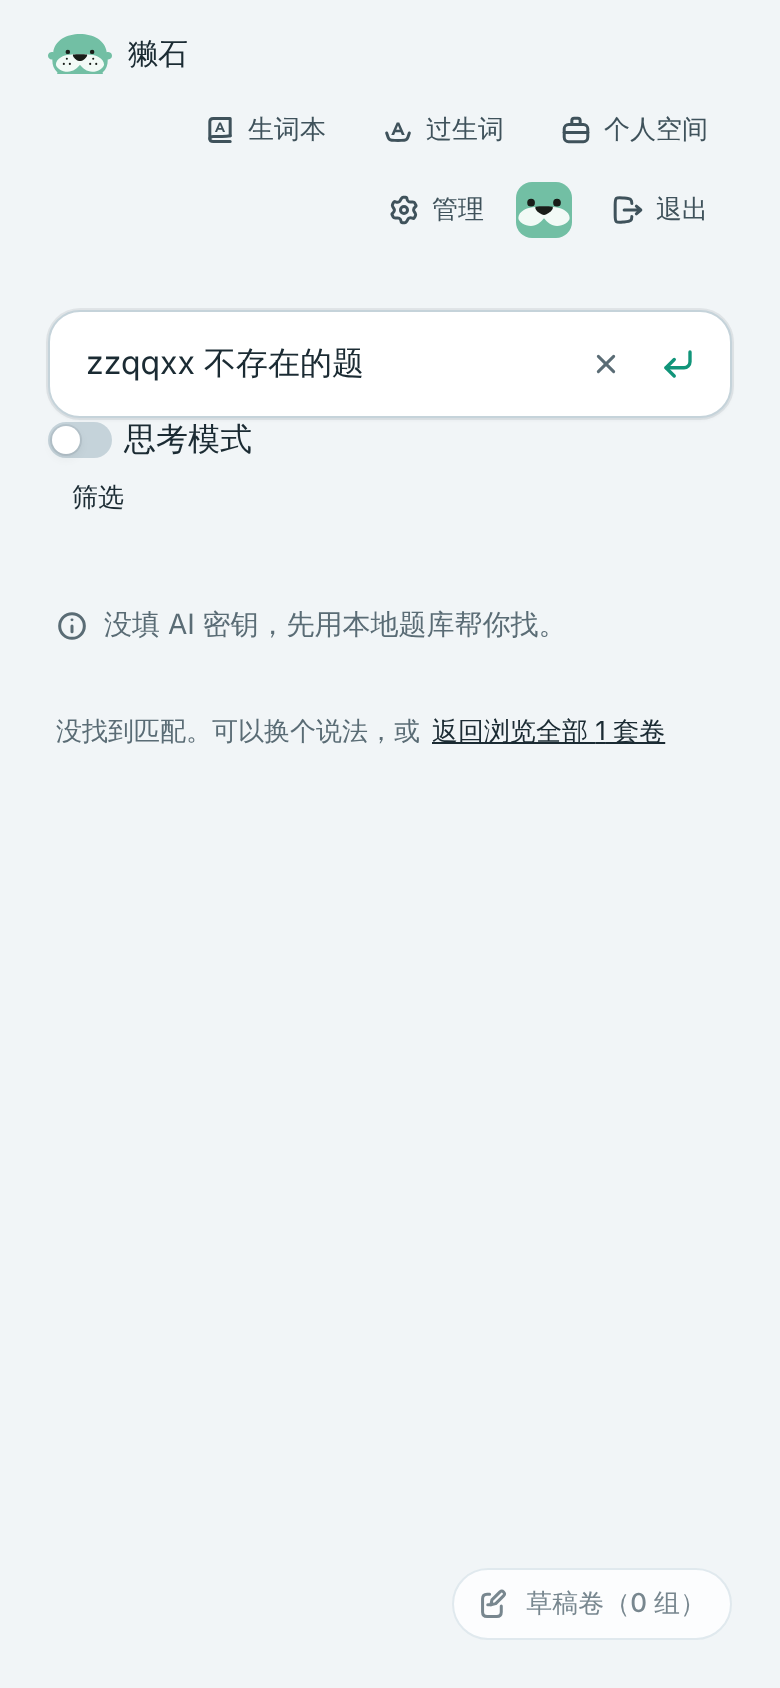 獭石
生词本 过生词 个人空间
管理 退出
zzqqxx 不存在的题
思考模式
筛选
没填 AI 密钥，先用本地题库帮你找。
没找到匹配。可以换个说法，或 返回浏览全部 1 套卷
草稿卷（0 组）